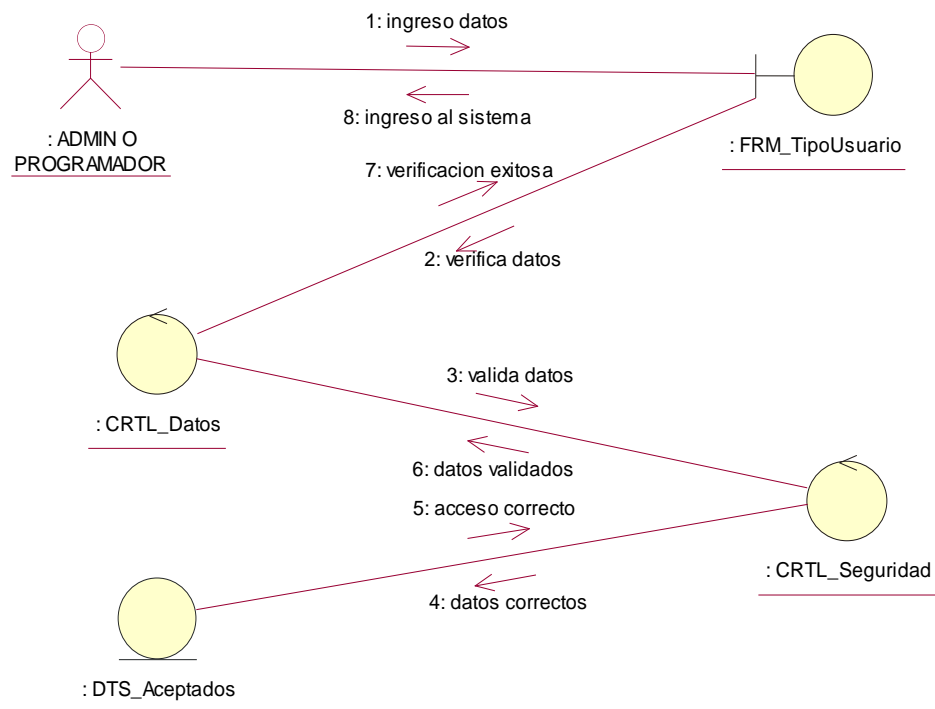 1: ingreso datos
8: ingreso al sistema
: ADMIN O
PROGRAMADOR
: FRM_TipoUsuario
7: verificacion exitosa
2: verifica datos
3: valida datos
: CRTL_Datos
6: datos validados
5: acceso correcto
: CRTL_Seguridad
4: datos correctos
: DTS_Aceptados